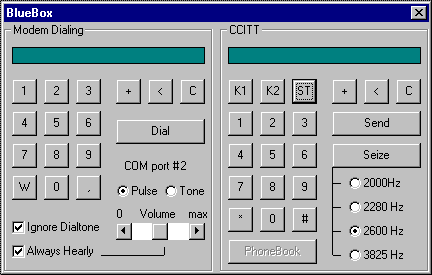 BlueBox
Modem Dialing
CCITT
1 2 3 + < C
K1 K2 ST + < C
4 5 6
1 2 3 Send
7 8 9 Dial
4 5 6 Seize
W 0 , COM port #2
7 8 9 2000Hz
Pulse Tone
* 0 # 2280 Hz
Ignore Dialtone 0 Volume max
2600 Hz
Always Hearly
PhoneBook 3825 Hz